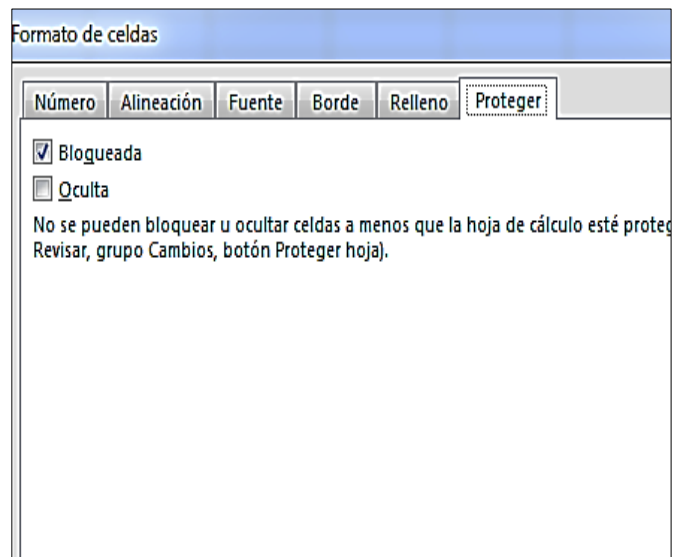 Formato de celdas
Número Alineación Fuente Borde Relleno Proteger
Bloqueada
Oculta
No se pueden bloquear u ocultar celdas a menos que la hoja de cálculo esté proteg
Revisar, grupo Cambios, botón Proteger hoja).